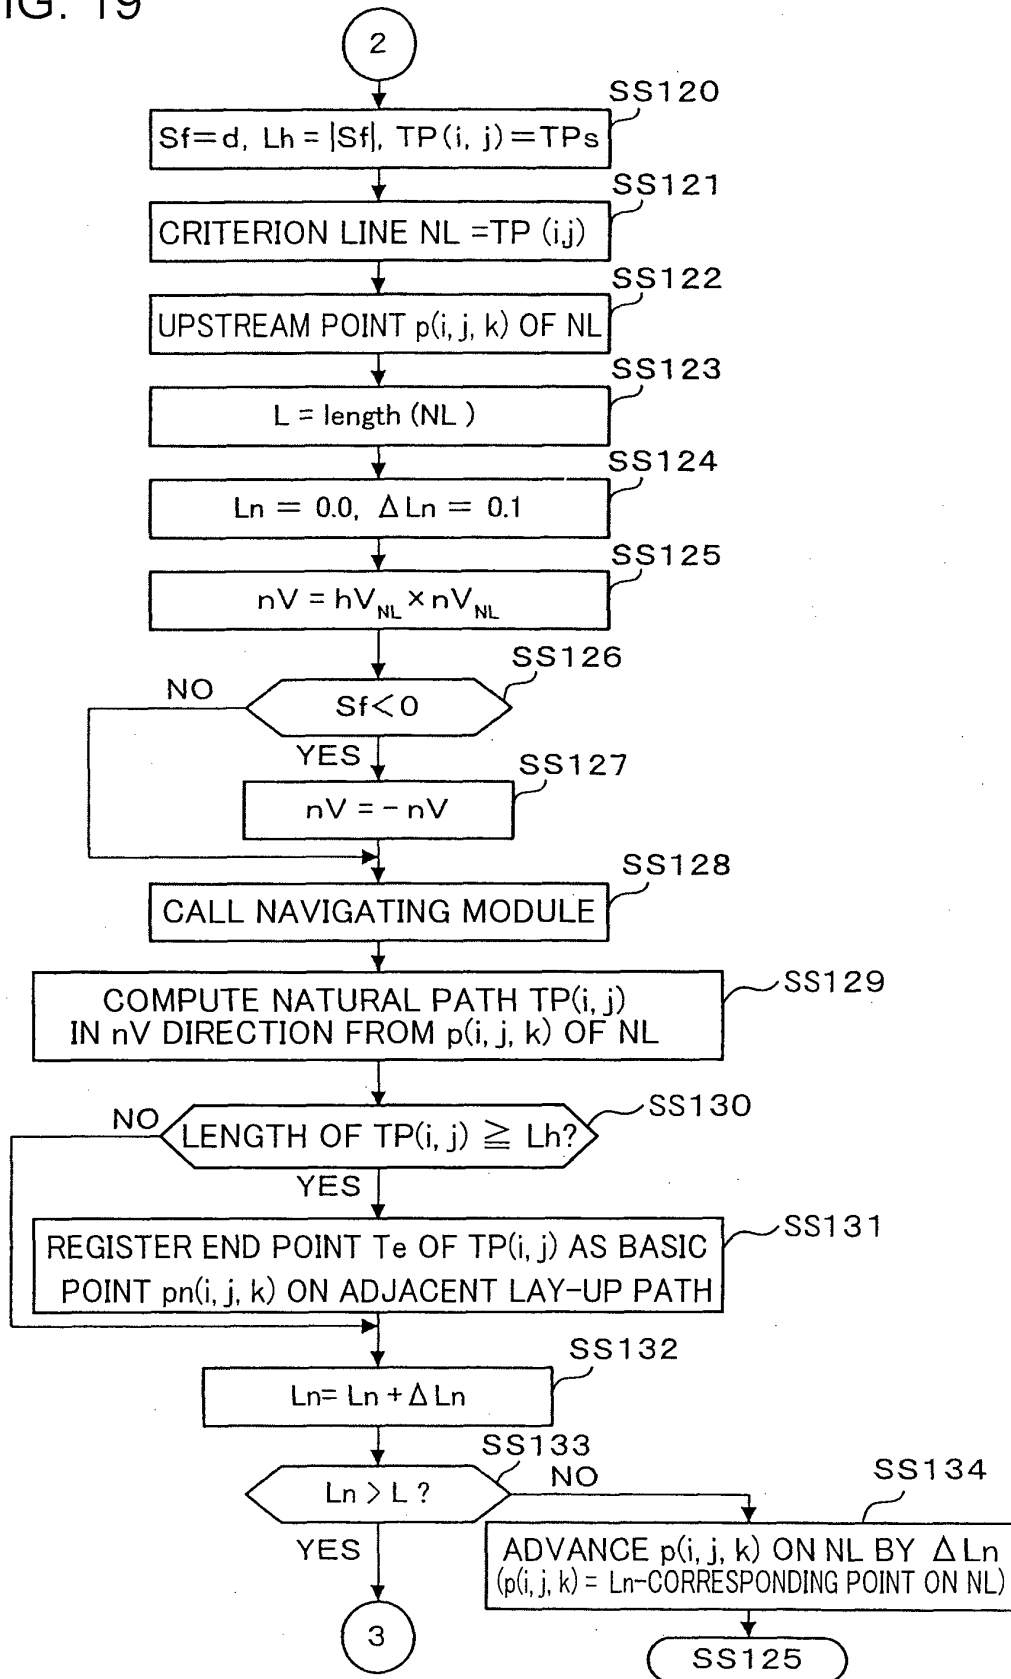 IG. 19
2
SS120
Sf=d, Lh = |Sf|, TP(i, j)=TPs
SS121
CRITERION LINE NL =TP (i,j)
SS122
UPSTREAM POINT p(i, j, k) OF NL
SS123
L = length (NL )
SS124
Ln = 0.0, Δ Ln = 0.1
SS125
nV = hV_NL × nV_NL
SS126
NO
Sf<0
YES
SS127
nV = - nV
SS128
CALL NAVIGATING MODULE
SS129
COMPUTE NATURAL PATH TP(i, j)
IN nV DIRECTION FROM p(i, j, k) OF NL
SS130
NO
LENGTH OF TP(i, j) ≧ Lh?
YES
SS131
REGISTER END POINT Te OF TP(i, j) AS BASIC
POINT pn(i, j, k) ON ADJACENT LAY-UP PATH
SS132
Ln= Ln + Δ Ln
SS133
NO
Ln > L ?
SS134
YES
ADVANCE p(i, j, k) ON NL BY Δ Ln
(p(i, j, k) = Ln-CORRESPONDING POINT ON NL)
3
SS125